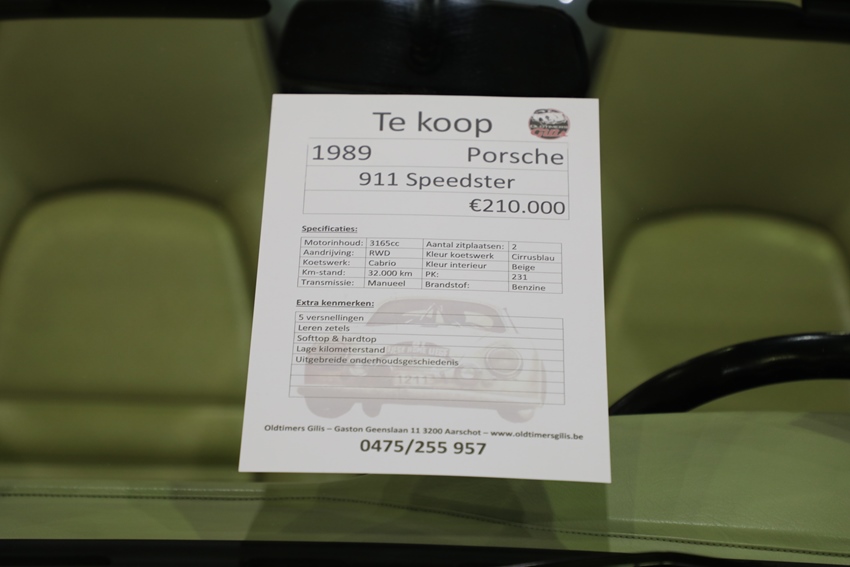 Te koop
OLDTIMERS
Gilis
1989 Porsche
911 Speedster
€210.000
Specificaties:
Motorinhoud: 3165cc Aantal zitplaatsen: 2
Aandrijving: RWD Kleur koetswerk Cirrusblau
Koetswerk: Cabrio Kleur interieur Beige
Km-stand: 32.000 km PK: 231
Transmissie: Manueel Brandstof: Benzine
Extra kenmerken:
5 versnellingen
Leren zetels
Softtop & hardtop
Lage kilometerstand
Uitgebreide onderhoudsgeschiedenis
Oldtimers Gilis – Gaston Geenslaan 11 3200 Aarschot – www.oldtimersgilis.be
0475/255 957